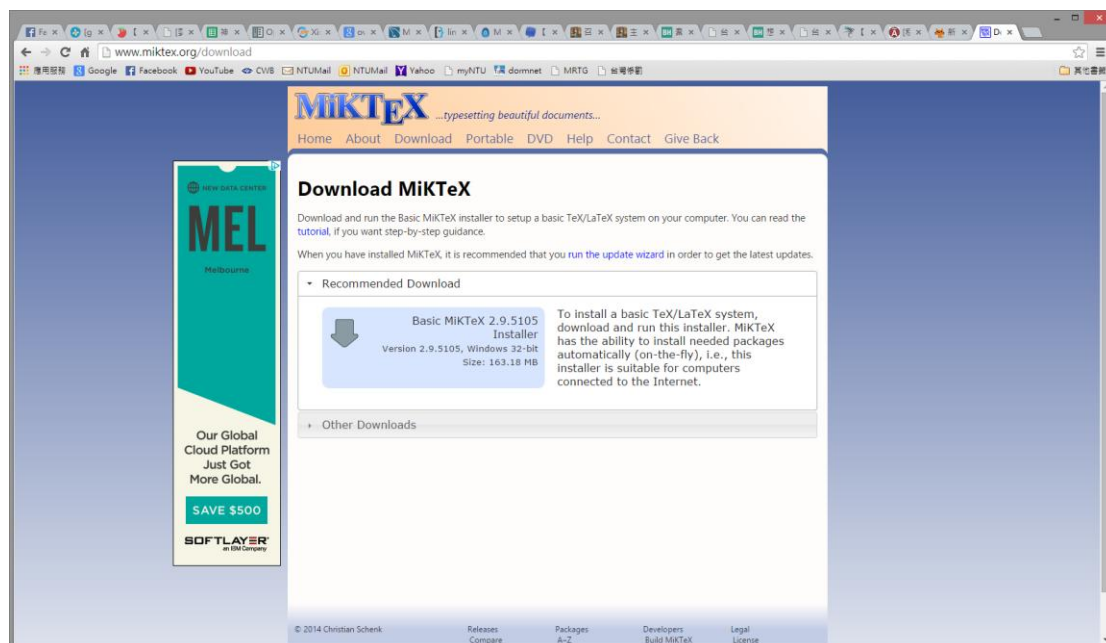 www.miktex.org/download
應用服務 Google Facebook YouTube CWB NTUMail NTUMail Yahoo myNTU dormnet MRTG
MiKTeX ...typesetting beautiful documents...
Home About Download Portable DVD Help Contact Give Back
NEW DATA CENTER
MEL
Melbourne
Our Global
Cloud Platform
Just Got
More Global.
SAVE $500
SOFTLAYER
an IBM Company
Download MiKTeX
Download and run the Basic MiKTeX installer to setup a basic TeX/LaTeX system on your computer. You can read the
tutorial, if you want step-by-step guidance.
When you have installed MiKTeX, it is recommended that you run the update wizard in order to get the latest updates.
Recommended Download
Basic MiKTeX 2.9.5105
Installer
Version 2.9.5105, Windows 32-bit
Size: 163.18 MB
To install a basic TeX/LaTeX system,
download and run this installer. MiKTeX
has the ability to install needed packages
automatically (on-the-fly), i.e., this
installer is suitable for computers
connected to the Internet.
Other Downloads
© 2014 Christian Schenk Releases Packages Developers Legal
Compare A-Z Build MiKTeX License